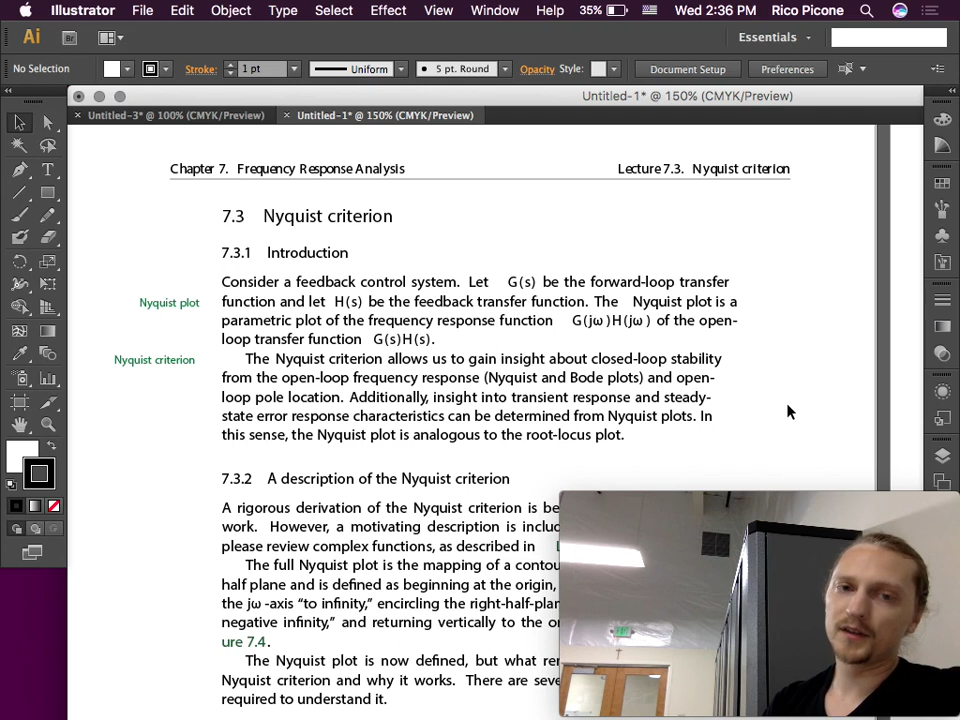 Illustrator File Edit Object Type Select Effect View Window Help 35% Wed 2:36 PM Rico Picone
Ai Br Essentials
No Selection Stroke: 1 pt Uniform 5 pt. Round Opacity Style: Document Setup Preferences
Untitled-1* @ 150% (CMYK/Preview)
Untitled-3* @ 100% (CMYK/Preview) Untitled-1* @ 150% (CMYK/Preview)
Chapter 7. Frequency Response Analysis Lecture 7.3. Nyquist criterion
7.3 Nyquist criterion
7.3.1 Introduction
Consider a feedback control system. Let G(s) be the forward-loop transfer
Nyquist plot function and let H(s) be the feedback transfer function. The Nyquist plot is a
parametric plot of the frequency response function G(jω)H(jω) of the open-
loop transfer function G(s)H(s).
Nyquist criterion The Nyquist criterion allows us to gain insight about closed-loop stability
from the open-loop frequency response (Nyquist and Bode plots) and open-
loop pole location. Additionally, insight into transient response and steady-
state error response characteristics can be determined from Nyquist plots. In
this sense, the Nyquist plot is analogous to the root-locus plot.
7.3.2 A description of the Nyquist criterion
A rigorous derivation of the Nyquist criterion is be
work. However, a motivating description is includ
please review complex functions, as described in
The full Nyquist plot is the mapping of a contou
half plane and is defined as beginning at the origin,
the jω-axis “to infinity,” encircling the right-half-plan
negative infinity,” and returning vertically to the or
ure 7.4.
The Nyquist plot is now defined, but what rem
Nyquist criterion and why it works. There are seve
required to understand it.